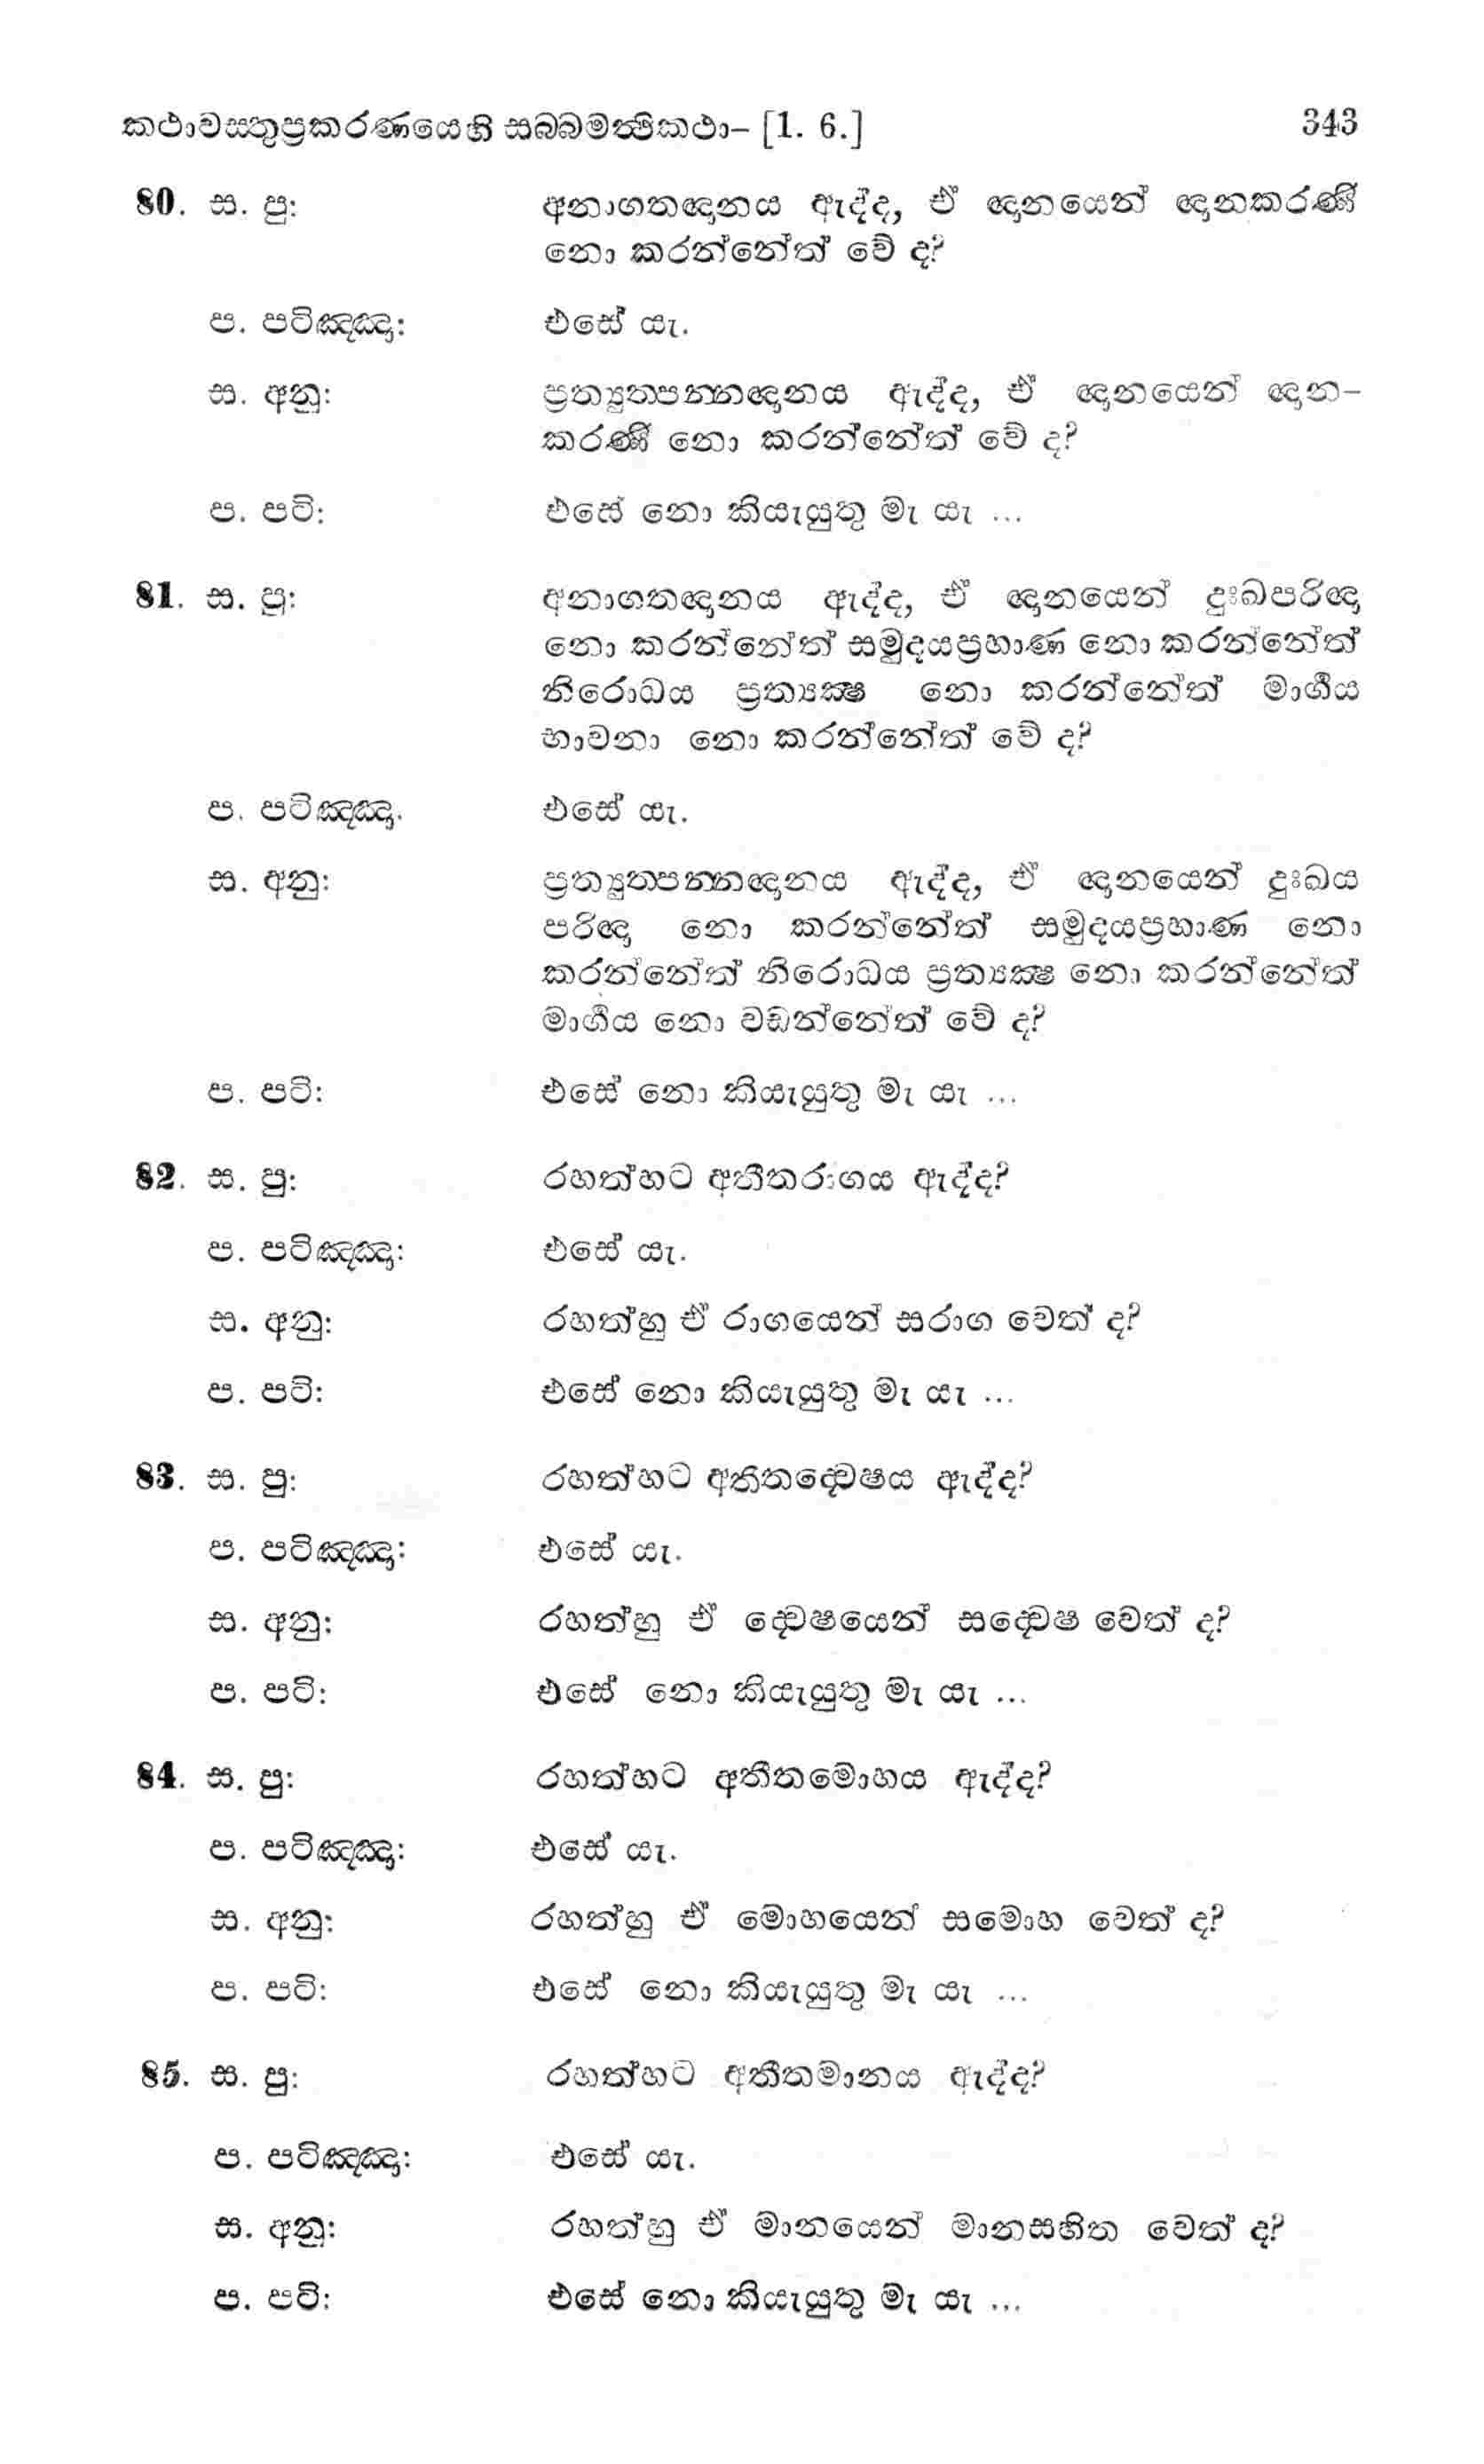 කථාවත්‍ථුප්‍රකරණයෙහි සබ්බමත්‍ථිකථා– [1. 6.] 343
80. ස. පු: අනාගතඥානය ඇද්ද, ඒ ඥානයෙන් ඥානකරණී
නො කරන්නේත් වේ ද?
ප. පටිඤ්ඤා: එසේ යැ.
ස. අනු: ප්‍රත්‍යුත්පන්නඥානය ඇද්ද, ඒ ඥානයෙන් ඥාන-
කරණී නො කරන්නේත් වේ ද?
ප. පටි: එසේ නො කියැයුතු මැ යැ ...
81. ස. පු: අනාගතඥානය ඇද්ද, ඒ ඥානයෙන් දුඃඛපරිඥා
නො කරන්නේත් සමුදයප්‍රහාණ නො කරන්නේත්
නිරොධය ප්‍රත්‍යක්‍ෂ නො කරන්නේත් මාර්‍ගය
භාවනා නො කරන්නේත් වේ ද?
ප. පටිඤ්ඤා. එසේ යැ.
ස. අනු: ප්‍රත්‍යුත්පන්නඥානය ඇද්ද, ඒ ඥානයෙන් දුඃඛය
පරිඥා නො කරන්නේත් සමුදයප්‍රහාණ නො
කරන්නේත් නිරොධය ප්‍රත්‍යක්‍ෂ නො කරන්නේත්
මාර්‍ගය නො වඩන්නේත් වේ ද?
ප. පටි: එසේ නො කියැයුතු මැ යැ ...
82. ස. පු: රහත්හට අතීතරාගය ඇද්ද?
ප. පටිඤ්ඤා: එසේ යැ.
ස. අනු: රහත්හු ඒ රාගයෙන් සරාග වෙත් ද?
ප. පටි: එසේ නො කියැයුතු මැ යැ ...
83. ස. පු: රහත්හට අතීතද්‍වෙෂය ඇද්ද?
ප. පටිඤ්ඤා: එසේ යැ.
ස. අනු: රහත්හු ඒ ද්‍වෙෂයෙන් සද්‍වෙෂ වෙත් ද?
ප. පටි: එසේ නො කියැයුතු මැ යැ ...
84. ස. පු: රහත්හට අතීතමොහය ඇද්ද?
ප. පටිඤ්ඤා: එසේ යැ.
ස. අනු: රහත්හු ඒ මොහයෙන් සමොහ වෙත් ද?
ප. පටි: එසේ නො කියැයුතු මැ යැ ...
85. ස. පු: රහත්හට අතීතමානය ඇද්ද?
ප. පටිඤ්ඤා: එසේ යැ.
ස. අනු: රහත්හු ඒ මානයෙන් මානසහිත වෙත් ද?
ප. පටි: එසේ නො කියැයුතු මැ යැ ...